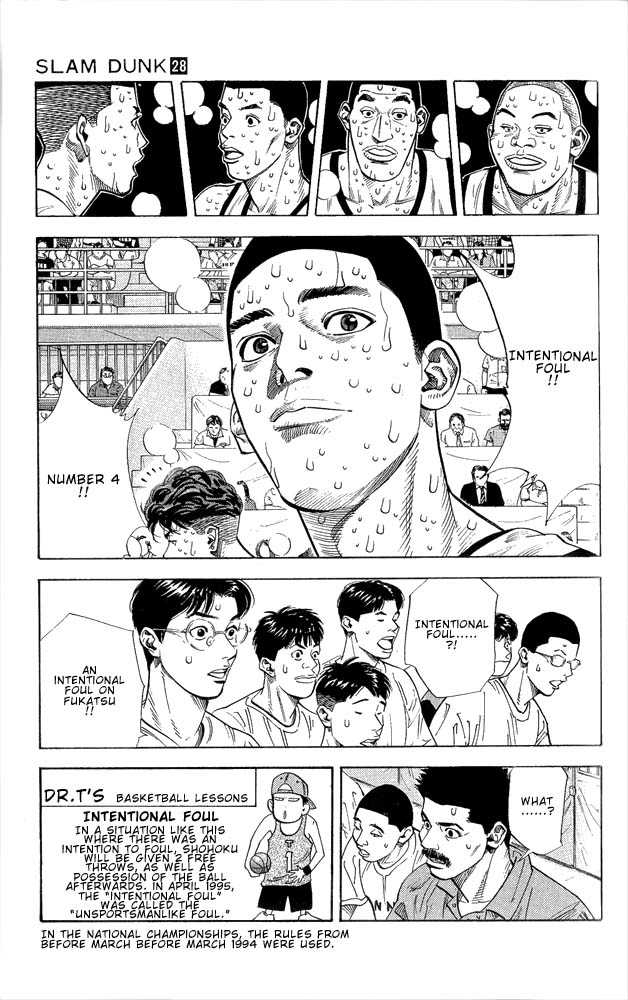 SLAM DUNK 28
INTENTIONAL
FOUL
!!
NUMBER 4
!!
INTENTIONAL
FOUL.....
?!
AN
INTENTIONAL
FOUL ON
FUKATSU
!!
DR.T'S BASKETBALL LESSONS
INTENTIONAL FOUL
IN A SITUATION LIKE THIS
WHERE THERE WAS AN
INTENTION TO FOUL, SHOHOKU
WILL BE GIVEN 2 FREE
THROWS, AS WELL AS
POSSESSION OF THE BALL
AFTERWARDS. IN APRIL 1995,
THE "INTENTIONAL FOUL"
WAS CALLED THE
"UNSPORTSMANLIKE FOUL."
T
1
WHAT
......?
IN THE NATIONAL CHAMPIONSHIPS, THE RULES FROM
BEFORE MARCH BEFORE MARCH 1994 WERE USED.